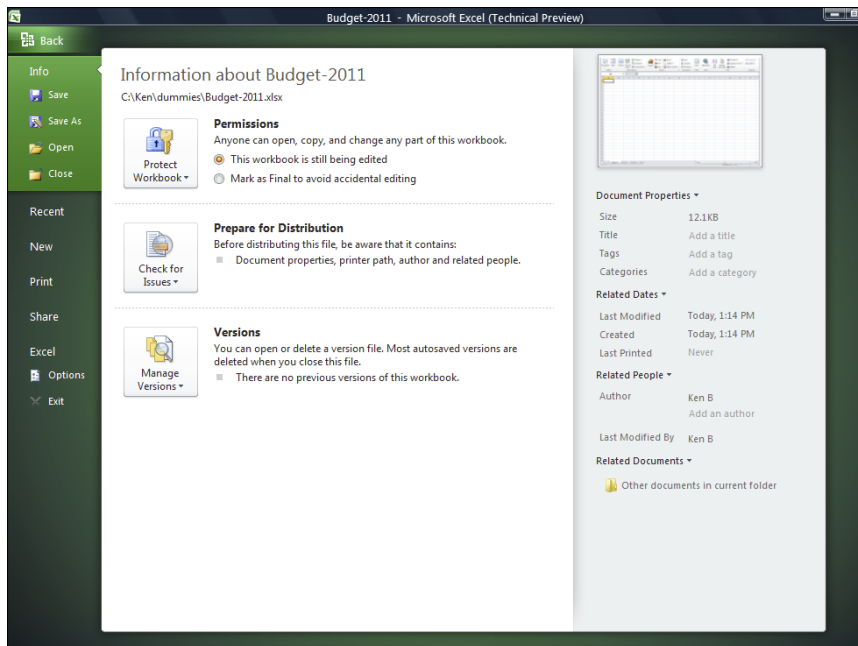 Budget-2011 - Microsoft Excel (Technical Preview)
Back
Info
Save
Save As
Open
Close
Recent
New
Print
Share
Excel
Options
Exit
Information about Budget-2011
C:\Ken\dummies\Budget-2011.xlsx
Protect
Workbook
Permissions
Anyone can open, copy, and change any part of this workbook.
This workbook is still being edited
Mark as Final to avoid accidental editing
Check for
Issues
Prepare for Distribution
Before distributing this file, be aware that it contains:
Document properties, printer path, author and related people.
Manage
Versions
Versions
You can open or delete a version file. Most autosaved versions are
deleted when you close this file.
There are no previous versions of this workbook.
Document Properties
Size 12.1KB
Title Add a title
Tags Add a tag
Categories Add a category
Related Dates
Last Modified Today, 1:14 PM
Created Today, 1:14 PM
Last Printed Never
Related People
Author Ken B
Add an author
Last Modified By Ken B
Related Documents
Other documents in current folder